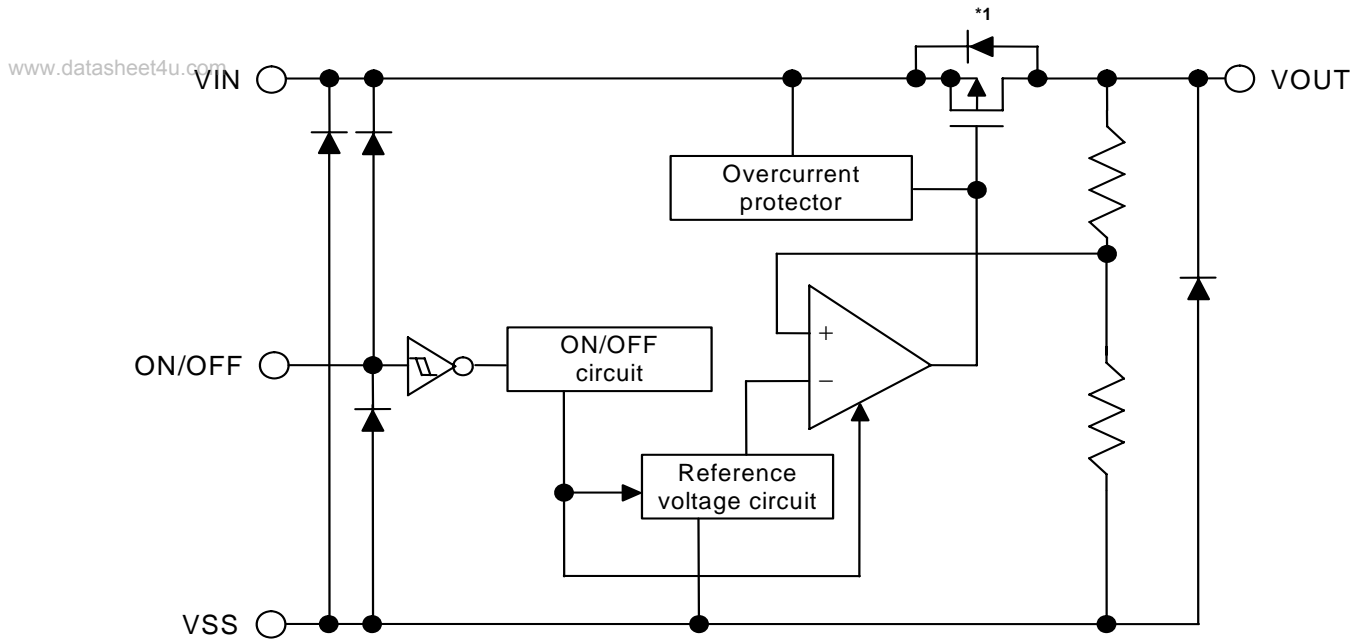 *1
www.datasheet4u.com
VIN
VOUT
Overcurrent
protector
+
−
ON/OFF
ON/OFF
circuit
Reference
voltage circuit
VSS